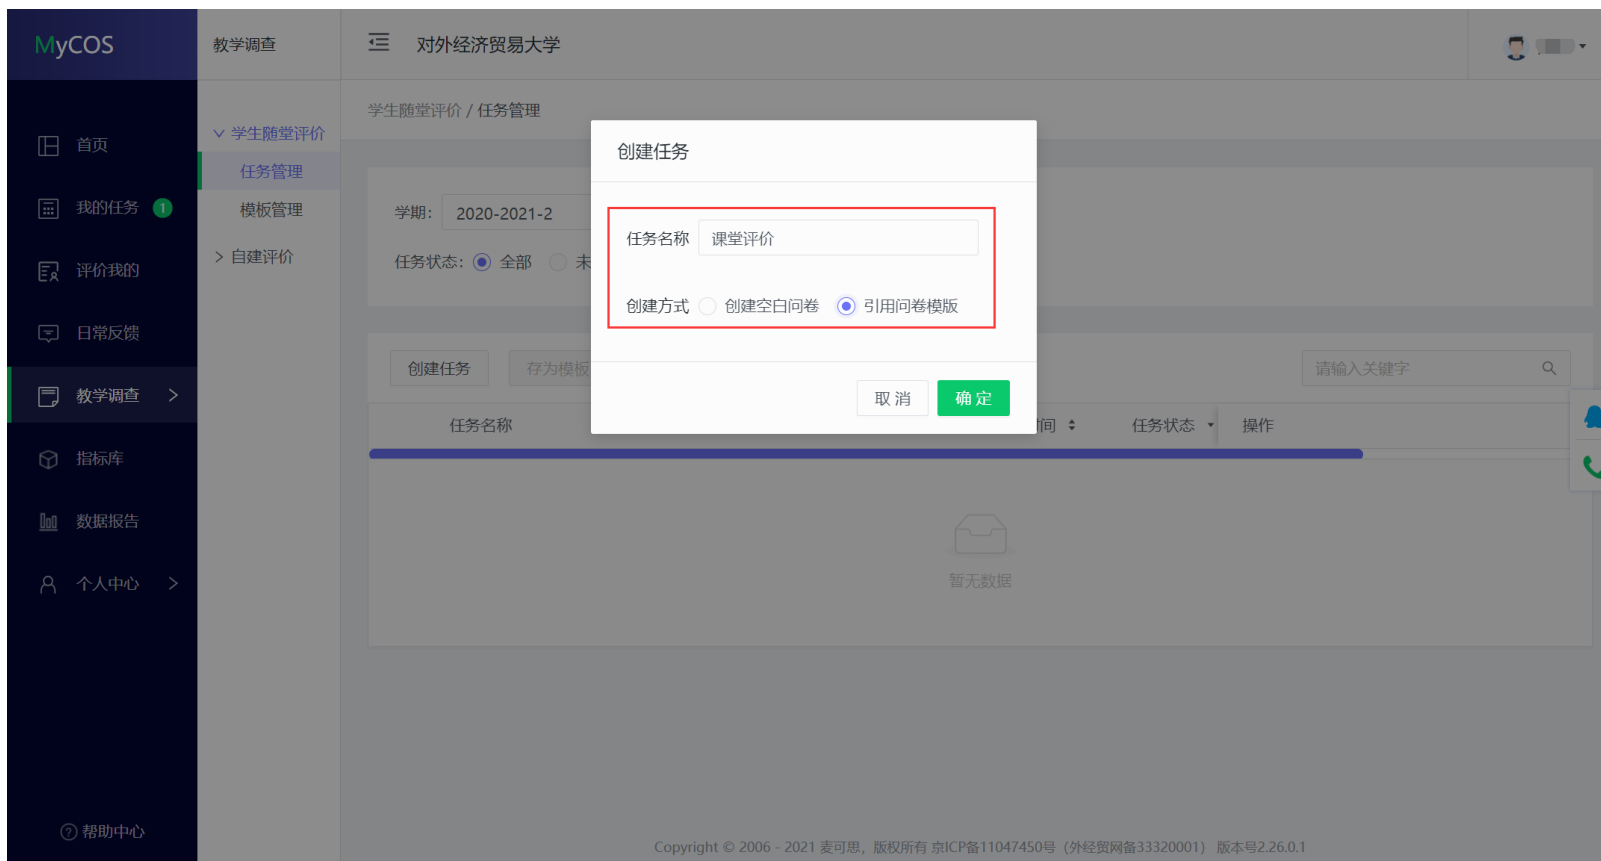 MyCOS
教学调查
对外经济贸易大学
首页
我的任务 1
评价我的
日常反馈
教学调查
指标库
数据报告
个人中心
帮助中心
学生随堂评价
任务管理
模板管理
自建评价
学生随堂评价 / 任务管理
学期: 2020-2021-2
任务状态: 全部 未
创建任务 存为模板
请输入关键字
任务名称 间 任务状态 操作
暂无数据
创建任务
任务名称 课堂评价
创建方式 创建空白问卷 引用问卷模版
取 消 确 定
Copyright © 2006 - 2021 麦可思，版权所有 京ICP备11047450号（外经贸网备33320001） 版本号2.26.0.1